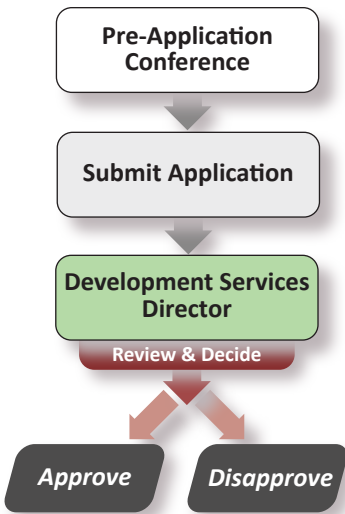 Pre-Application
Conference
Submit Application
Development Services
Director
Review & Decide
Approve
Disapprove